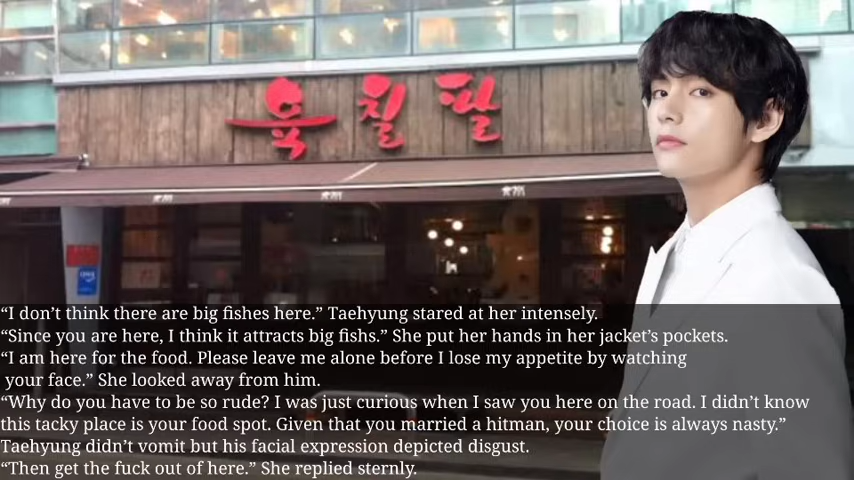 육칠팔
육칠팔
“I don’t think there are big fishes here.” Taehyung stared at her intensely.
“Since you are here, I think it attracts big fishs.” She put her hands in her jacket’s pockets.
“I am here for the food. Please leave me alone before I lose my appetite by watching
your face.” She looked away from him.
“Why do you have to be so rude? I was just curious when I saw you here on the road. I didn’t know
this tacky place is your food spot. Given that you married a hitman, your choice is always nasty.”
Taehyung didn’t vomit but his facial expression depicted disgust.
“Then get the fuck out of here.” She replied sternly.